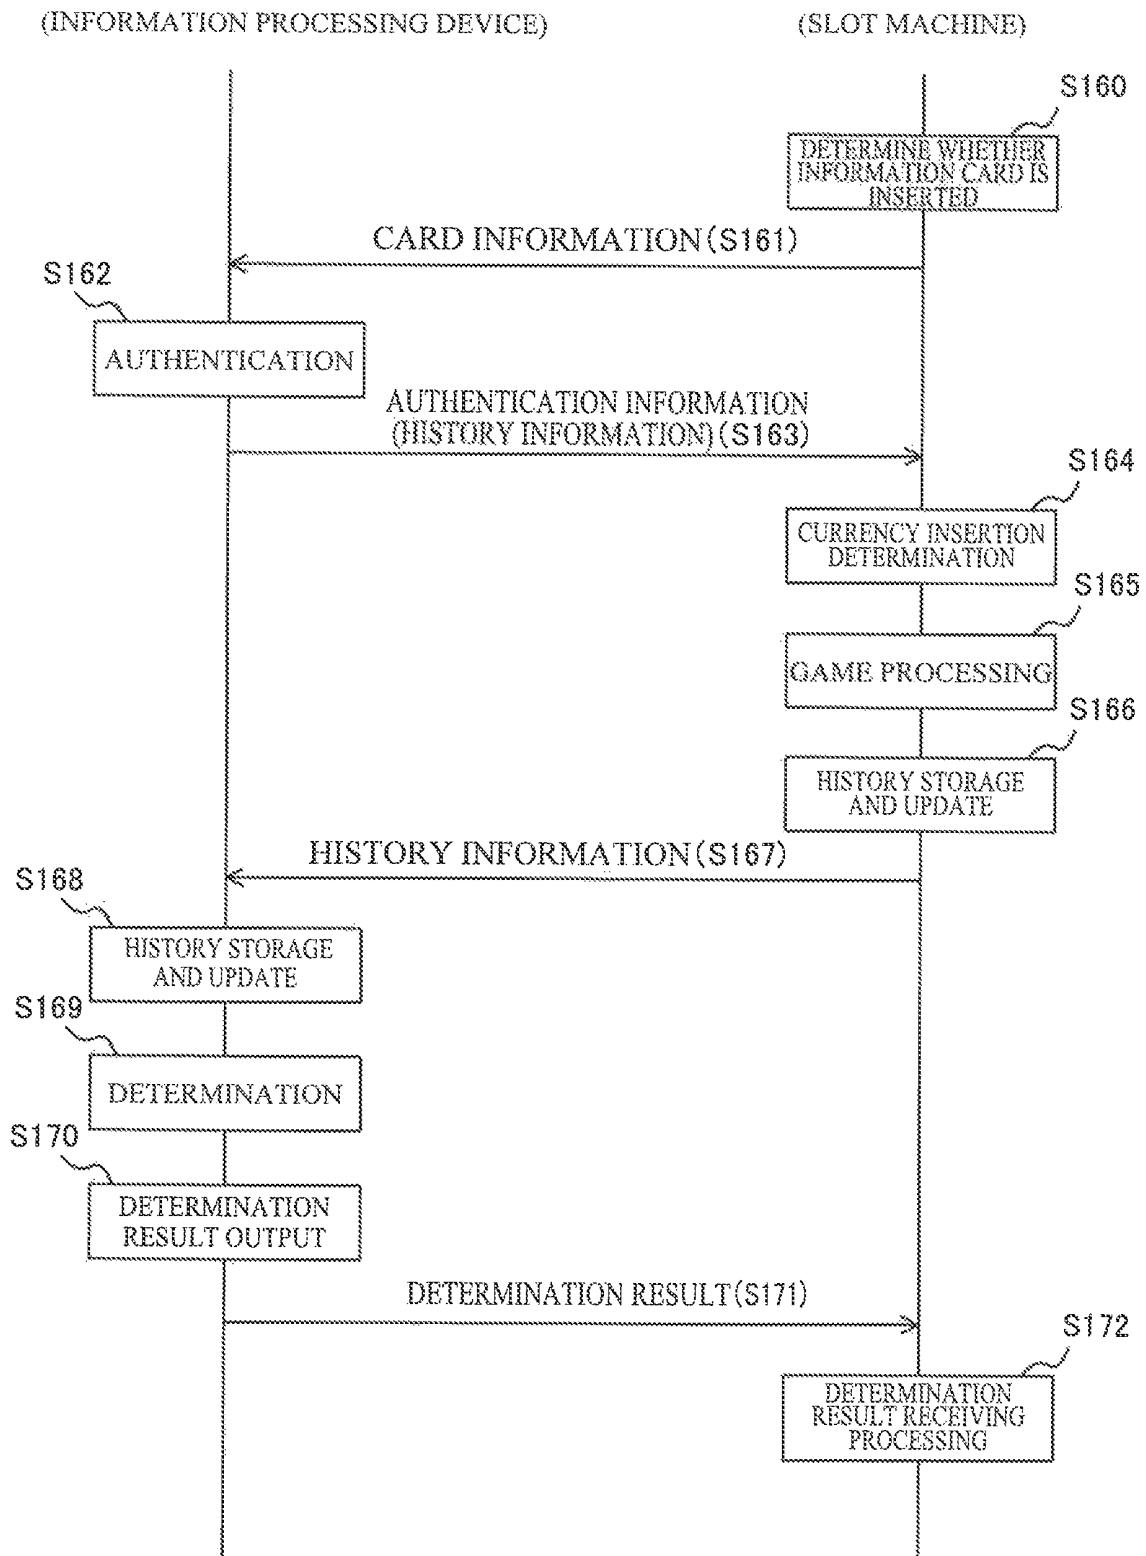 (INFORMATION PROCESSING DEVICE)
(SLOT MACHINE)
S160
DETERMINE WHETHER
INFORMATION CARD IS
INSERTED
CARD INFORMATION(S161)
S162
AUTHENTICATION
AUTHENTICATION INFORMATION
(HISTORY INFORMATION)(S163)
S164
CURRENCY INSERTION
DETERMINATION
S165
GAME PROCESSING
S166
HISTORY STORAGE
AND UPDATE
HISTORY INFORMATION(S167)
S168
HISTORY STORAGE
AND UPDATE
S169
DETERMINATION
S170
DETERMINATION
RESULT OUTPUT
DETERMINATION RESULT(S171)
S172
DETERMINATION
RESULT RECEIVING
PROCESSING